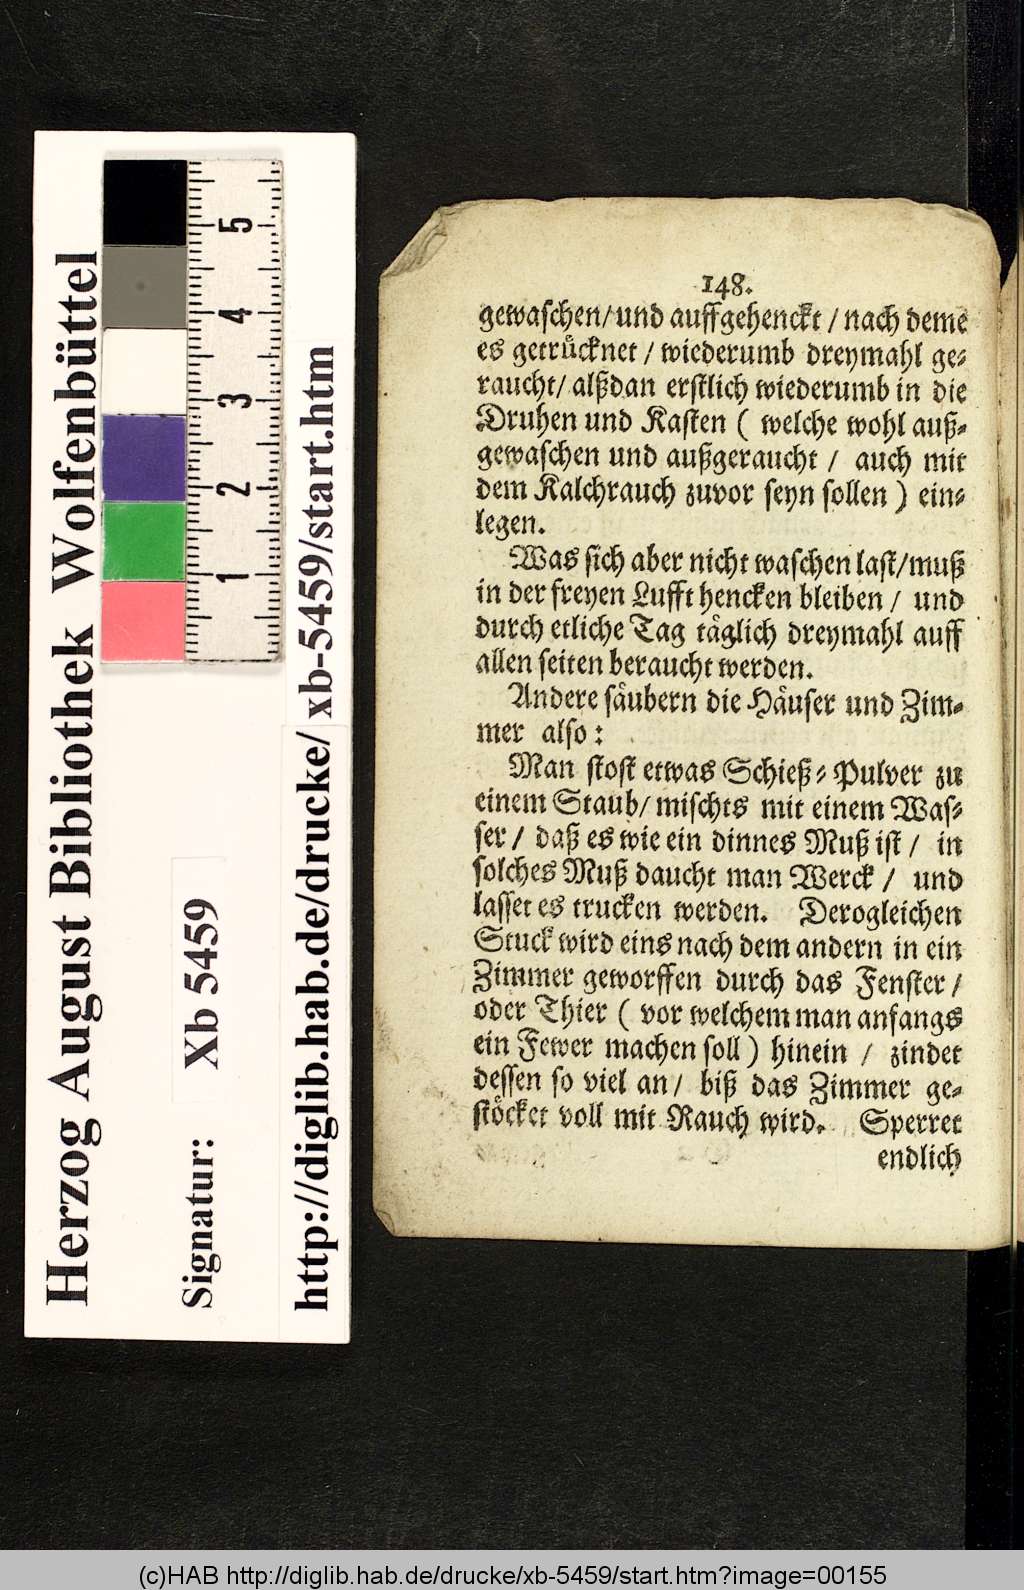 Herzog August Bibliothek Wolfenbüttel
Signatur: Xb 5459
http://diglib.hab.de/drucke/xb-5459/start.htm
5
4
3
2
1
148.
gewaschen/und auffgehenckt / nach deme
es getrücknet / wiederumb dreymahl ge-
raucht/ alßdan erstlich wiederumb in die
Druhen und Kasten ( welche wohl auß-
gewaschen und außgeraucht / auch mit
dem Kalchrauch zuvor seyn sollen ) ein-
legen.
Was sich aber nicht waschen last/muß
in der freyen Lufft hencken bleiben / und
durch etliche Tag täglich dreymahl auff
allen seiten beraucht werden.
Andere säubern die Häuser und Zim-
mer also :
Man stost etwas Schieß-Pulver zu
einem Staub/ mischts mit einem Was-
ser / daß es wie ein dinnes Muß ist / in
solches Muß daucht man Werck / und
lasset es trucken werden. Derogleichen
Stuck wird eins nach dem andern in ein
Zimmer geworffen durch das Fenster /
oder Thier ( vor welchem man anfangs
ein Fewer machen soll ) hinein / zindet
dessen so viel an / biß das Zimmer ge-
stöcket voll mit Rauch wird. Sperret
endlich
(c)HAB http://diglib.hab.de/drucke/xb-5459/start.htm?image=00155